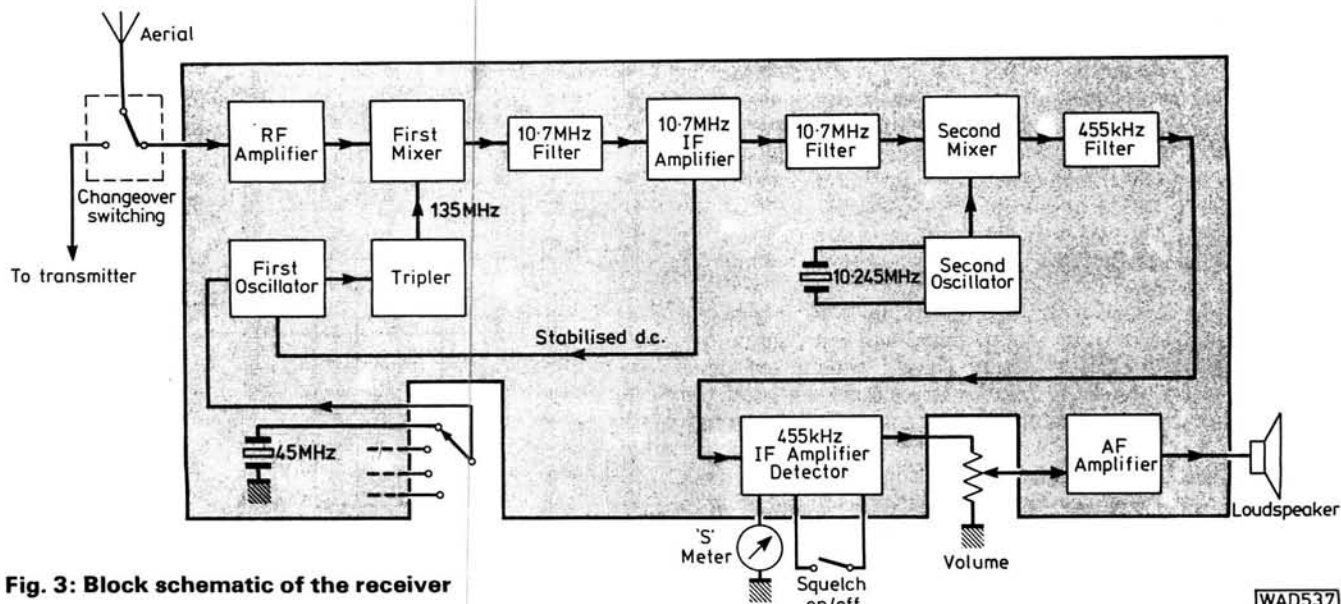 Aerial
Changeover
switching
To transmitter
RF
Amplifier
First
Mixer
10·7MHz
Filter
10·7MHz
IF
Amplifier
10·7MHz
Filter
Second
Mixer
455kHz
Filter
135MHz
First
Oscillator
Tripler
10·245MHz
Second
Oscillator
Stabilised d.c.
45MHz
455kHz
IF Amplifier
Detector
AF
Amplifier
Loudspeaker
'S'
Meter
Squelch
on/off
Volume
Fig. 3: Block schematic of the receiver
WAD537